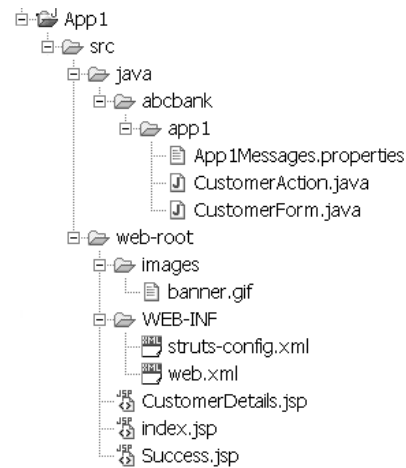 App1
src
java
abcbank
app1
App1Messages.properties
CustomerAction.java
CustomerForm.java
web-root
images
banner.gif
WEB-INF
struts-config.xml
web.xml
CustomerDetails.jsp
index.jsp
Success.jsp